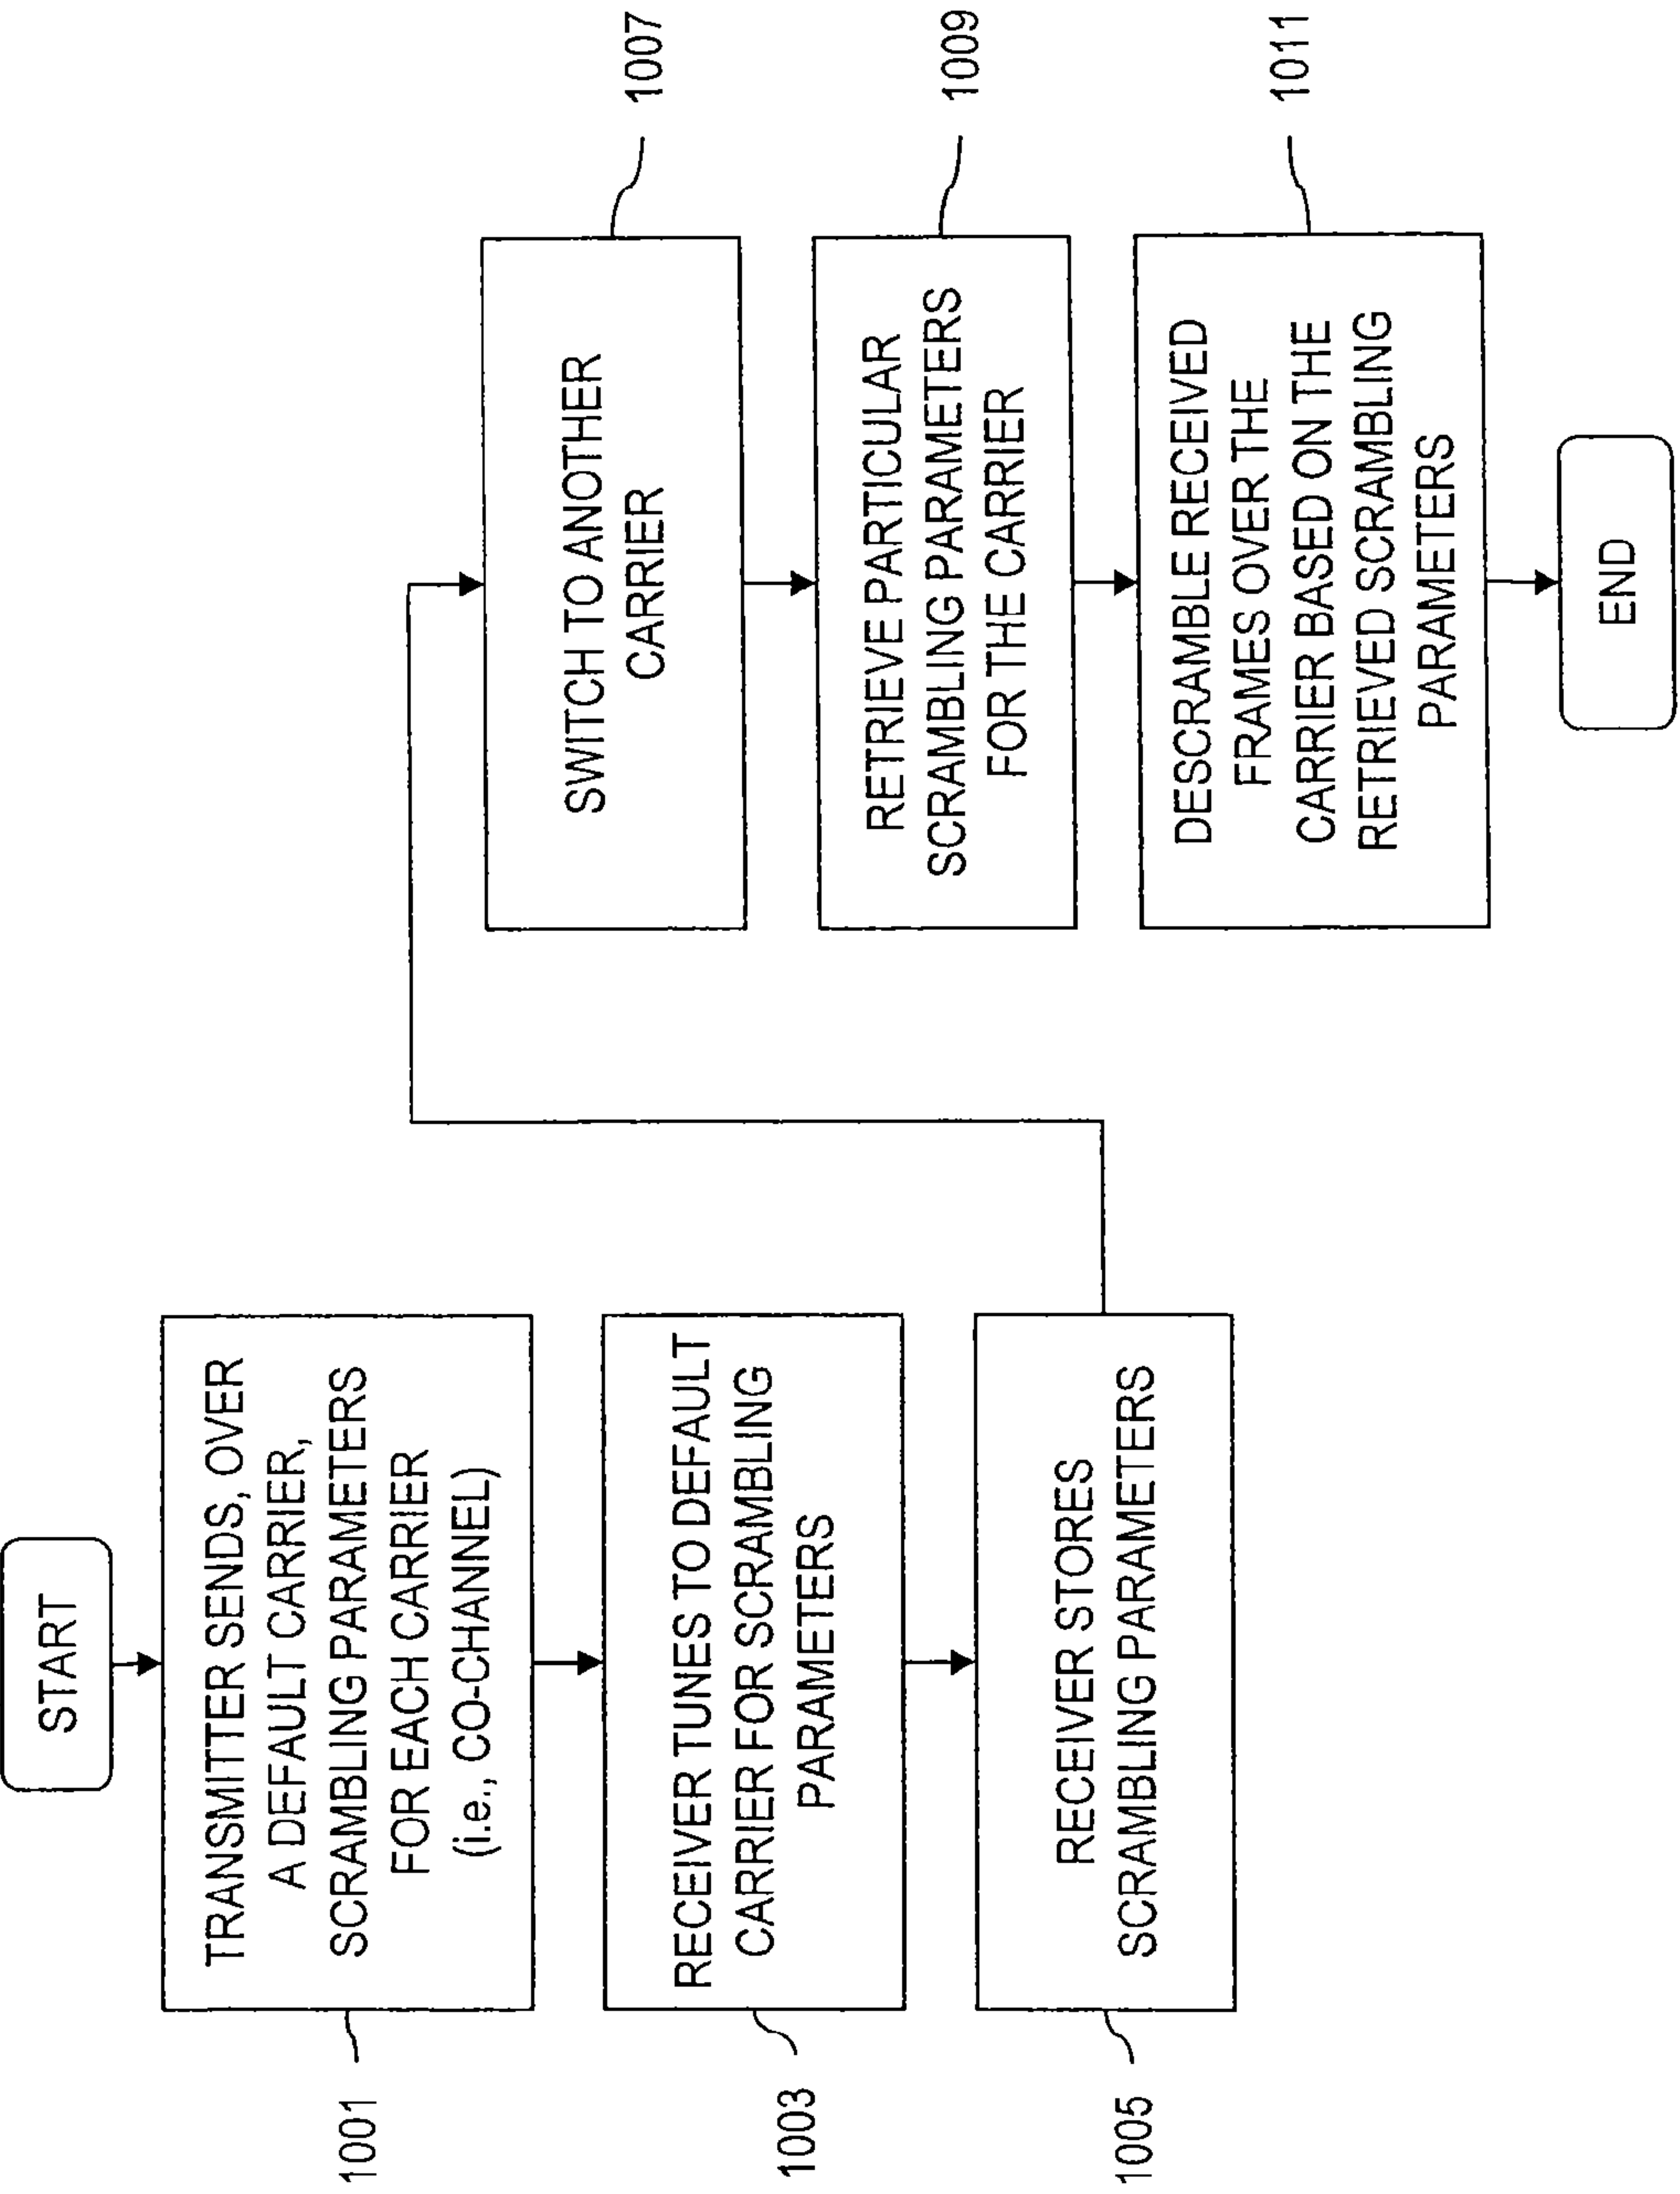 START
TRANSMITTER SENDS, OVER
A DEFAULT CARRIER,
SCRAMBLING PARAMETERS
FOR EACH CARRIER
(i.e., CO-CHANNEL)
1001
RECEIVER TUNES TO DEFAULT
CARRIER FOR SCRAMBLING
PARAMETERS
1003
RECEIVER STORES
SCRAMBLING PARAMETERS
1005
SWITCH TO ANOTHER
CARRIER
1007
RETRIEVE PARTICULAR
SCRAMBLING PARAMETERS
FOR THE CARRIER
1009
DESCRAMBLE RECEIVED
FRAMES OVER THE
CARRIER BASED ON THE
RETRIEVED SCRAMBLING
PARAMETERS
1011
END